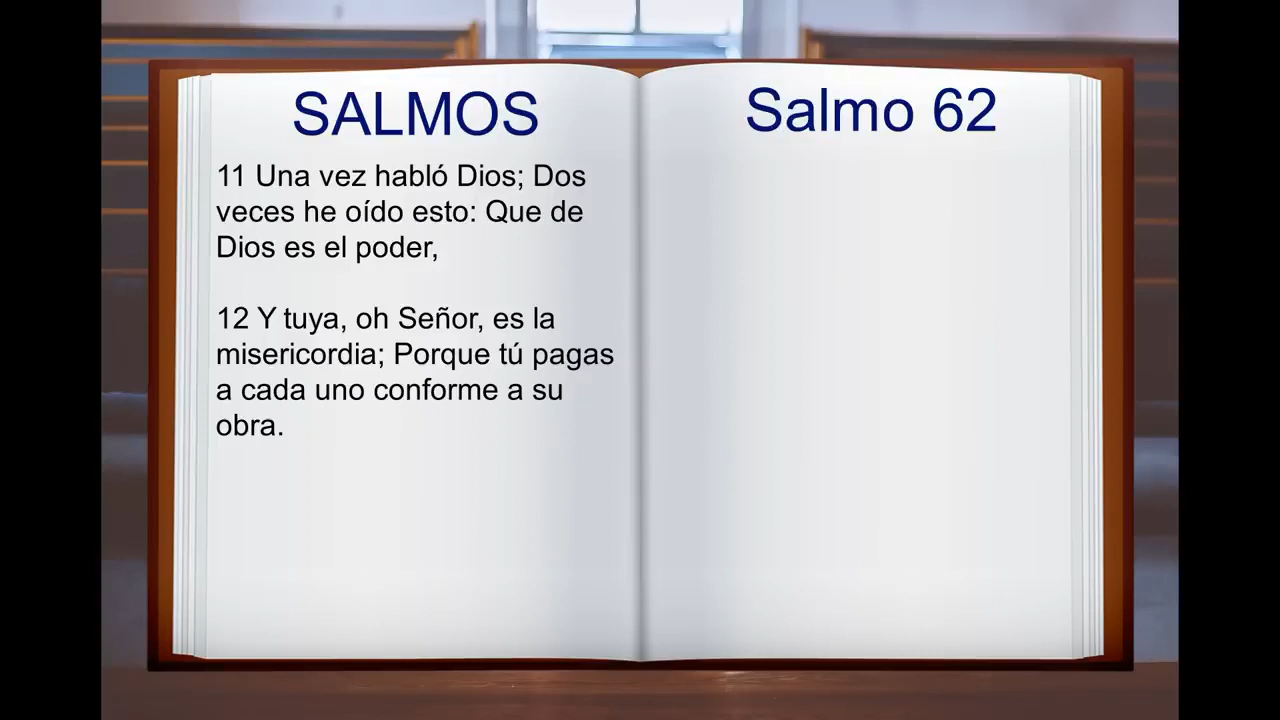 SALMOS
11 Una vez habló Dios; Dos
veces he oído esto: Que de
Dios es el poder,
12 Y tuya, oh Señor, es la
misericordia; Porque tú pagas
a cada uno conforme a su
obra.
Salmo 62